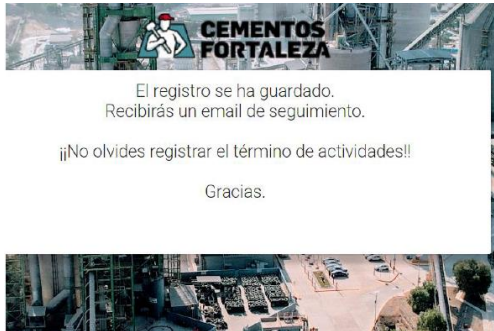 CEMENTOS
FORTALEZA
El registro se ha guardado.
Recibirás un email de seguimiento.
¡¡No olvides registrar el término de actividades!!
Gracias.